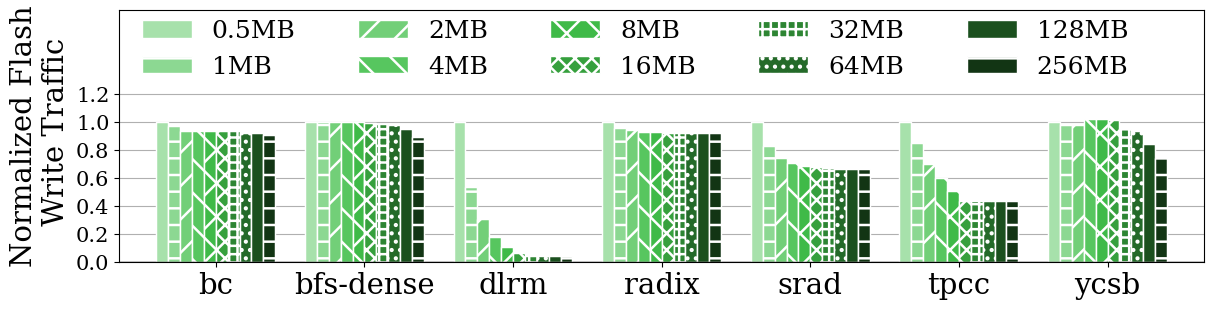 Normalized Flash
Write Traffic
0.5MB 2MB 8MB 32MB 128MB
1MB 4MB 16MB 64MB 256MB
1.2
1.0
0.8
0.6
0.4
0.2
0.0
bc bfs-dense dlrm radix srad tpcc ycsb